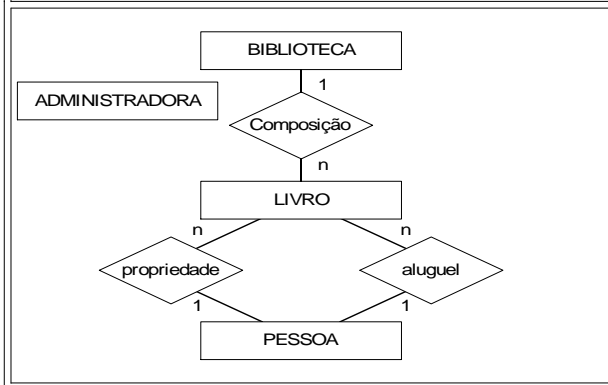 BIBLIOTECA
1
ADMINISTRADORA
Composição
n
LIVRO
n n
propriedade aluguel
1 1
PESSOA